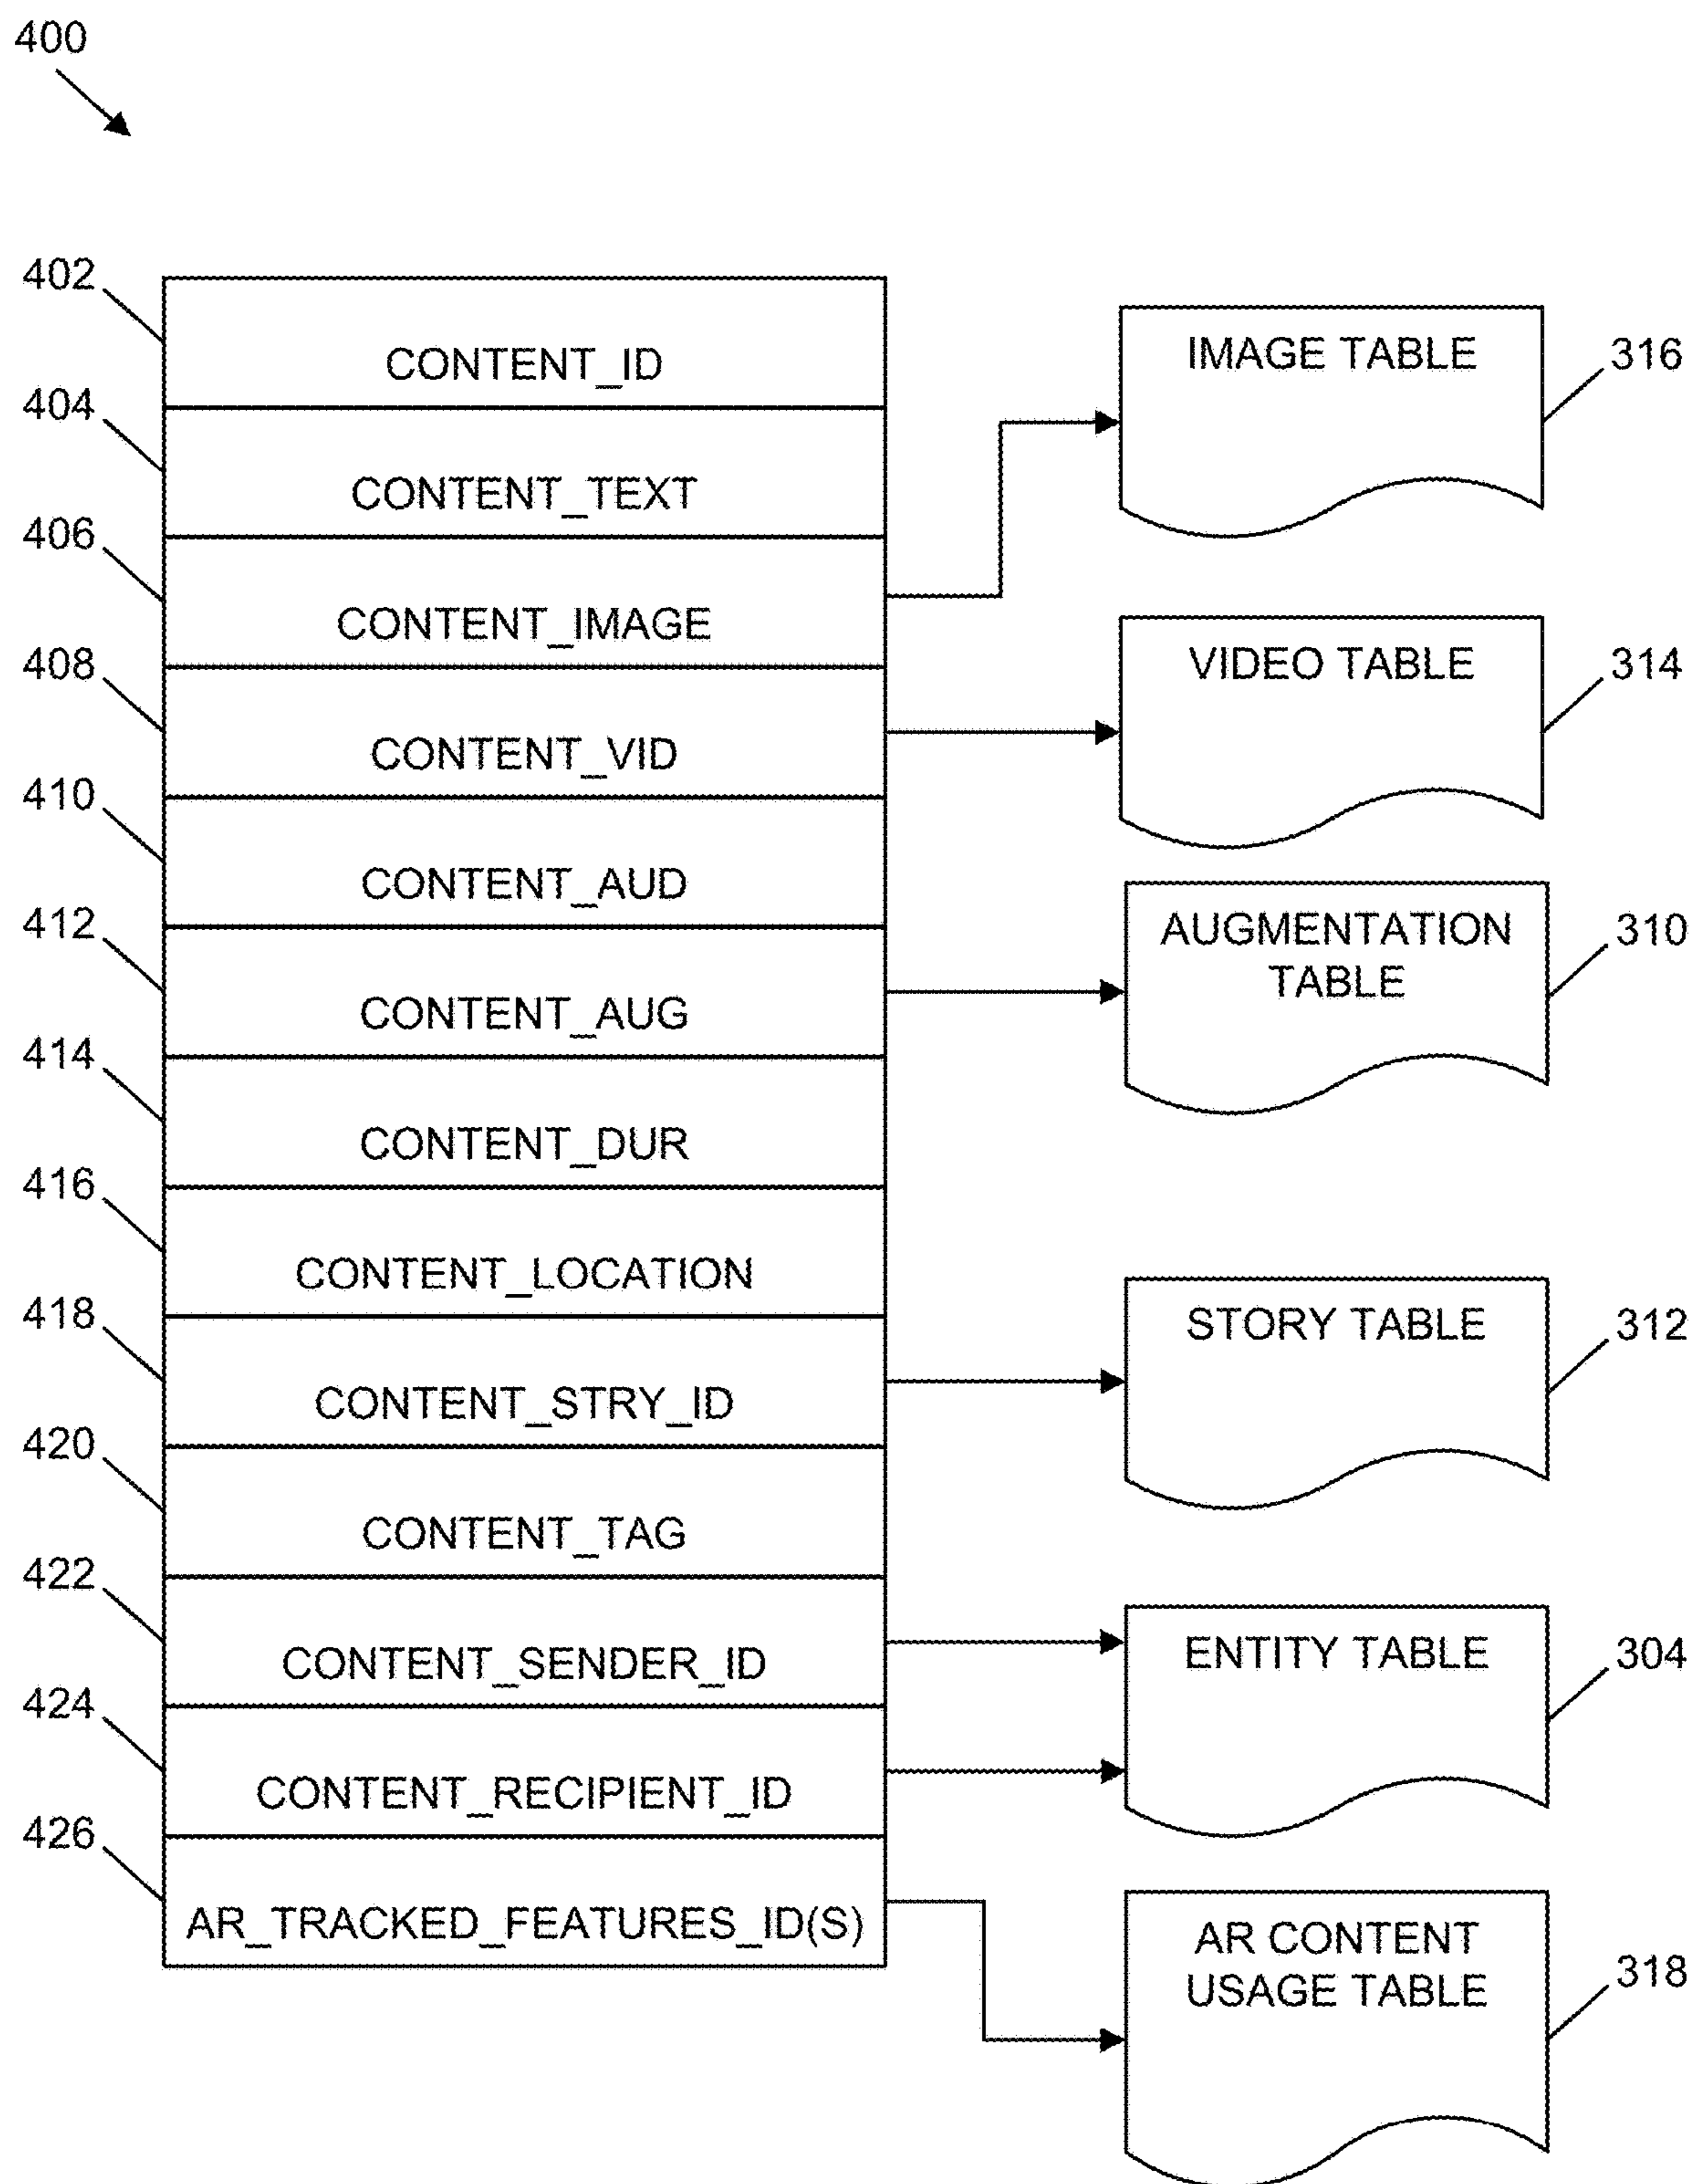 400
402
CONTENT_ID
404
CONTENT_TEXT
406
CONTENT_IMAGE
408
CONTENT_VID
410
CONTENT_AUD
412
CONTENT_AUG
414
CONTENT_DUR
416
CONTENT_LOCATION
418
CONTENT_STRY_ID
420
CONTENT_TAG
422
CONTENT_SENDER_ID
424
CONTENT_RECIPIENT_ID
426
AR_TRACKED_FEATURES_ID(S)
IMAGE TABLE
316
VIDEO TABLE
314
AUGMENTATION
TABLE
310
STORY TABLE
312
ENTITY TABLE
304
AR CONTENT
USAGE TABLE
318